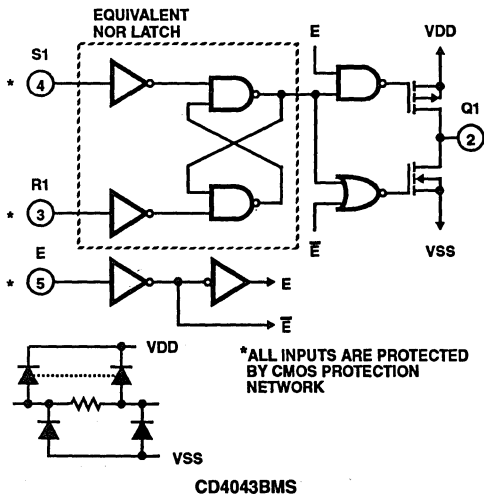 EQUIVALENT
NOR LATCH
S1
* 4
R1
* 3
E
* 5
E
VDD
Q1
2
E̅
VSS
E
E̅
VDD
VSS
*ALL INPUTS ARE PROTECTED
BY CMOS PROTECTION
NETWORK
CD4043BMS